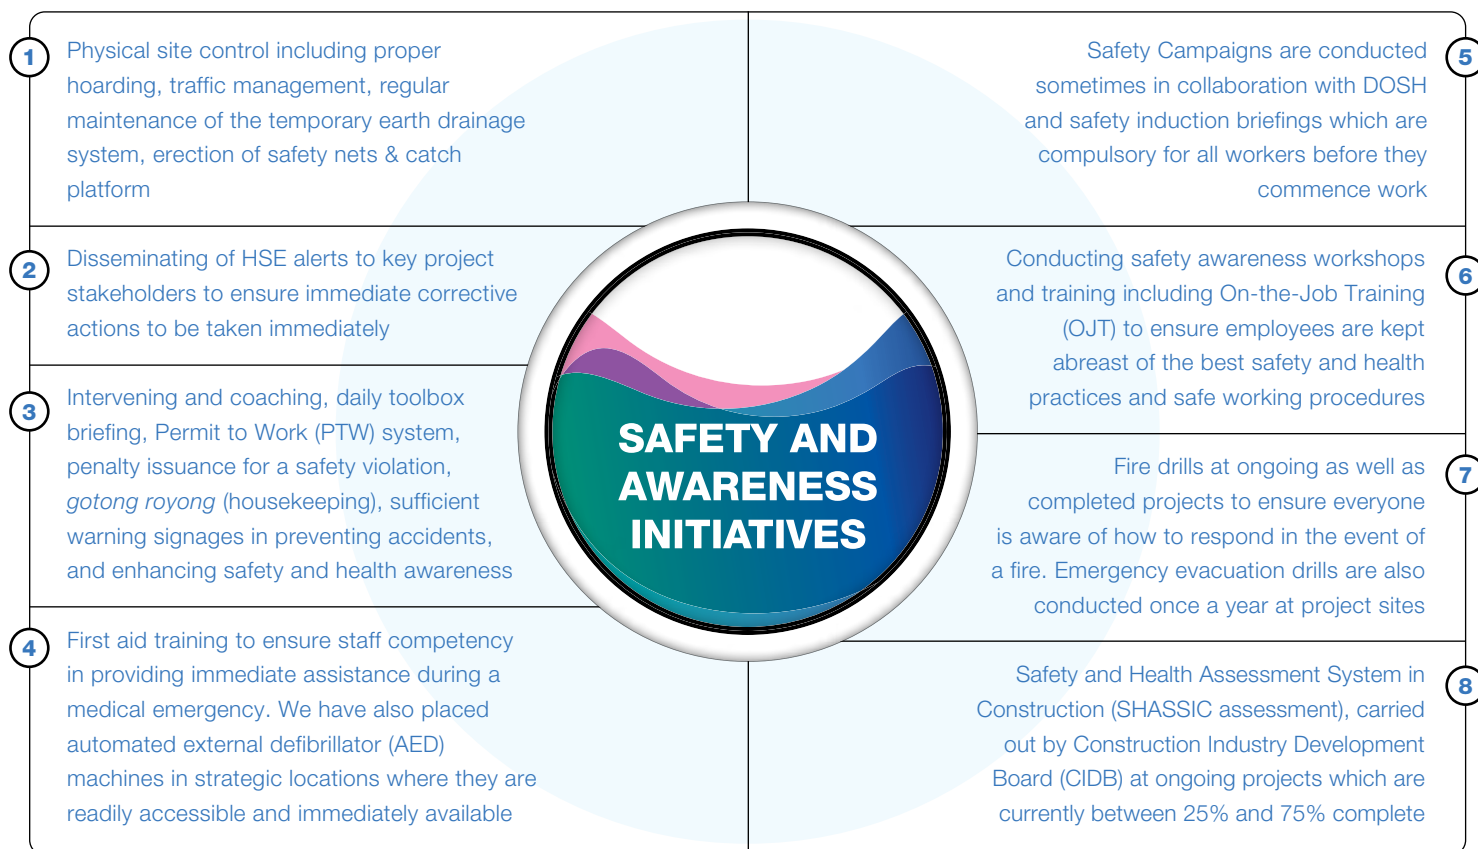 1
Physical site control including proper
hoarding, traffic management, regular
maintenance of the temporary earth drainage
system, erection of safety nets & catch
platform
2
Disseminating of HSE alerts to key project
stakeholders to ensure immediate corrective
actions to be taken immediately
3
Intervening and coaching, daily toolbox
briefing, Permit to Work (PTW) system,
penalty issuance for a safety violation,
gotong royong (housekeeping), sufficient
warning signages in preventing accidents,
and enhancing safety and health awareness
4
First aid training to ensure staff competency
in providing immediate assistance during a
medical emergency. We have also placed
automated external defibrillator (AED)
machines in strategic locations where they are
readily accessible and immediately available
SAFETY AND
AWARENESS
INITIATIVES
5
Safety Campaigns are conducted
sometimes in collaboration with DOSH
and safety induction briefings which are
compulsory for all workers before they
commence work
6
Conducting safety awareness workshops
and training including On-the-Job Training
(OJT) to ensure employees are kept
abreast of the best safety and health
practices and safe working procedures
7
Fire drills at ongoing as well as
completed projects to ensure everyone
is aware of how to respond in the event of
a fire. Emergency evacuation drills are also
conducted once a year at project sites
8
Safety and Health Assessment System in
Construction (SHASSIC assessment), carried
out by Construction Industry Development
Board (CIDB) at ongoing projects which are
currently between 25% and 75% complete